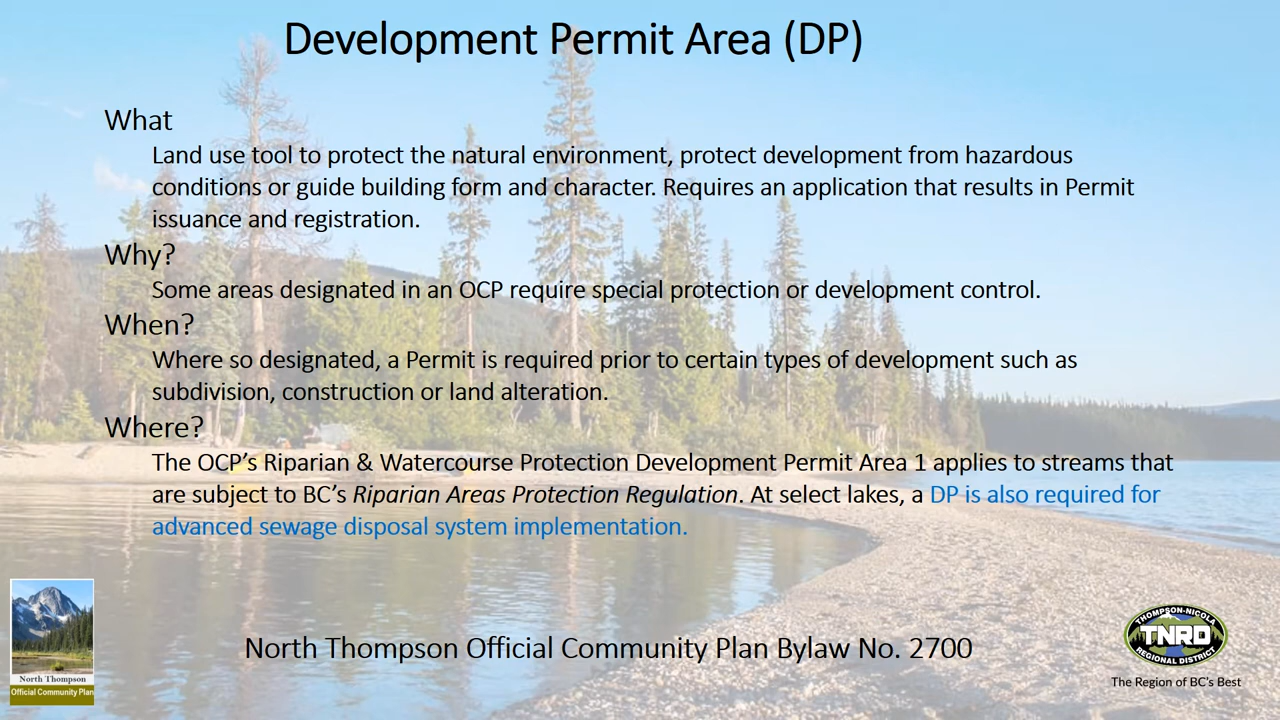 Development Permit Area (DP)
What
Land use tool to protect the natural environment, protect development from hazardous
conditions or guide building form and character. Requires an application that results in Permit
issuance and registration.
Why?
Some areas designated in an OCP require special protection or development control.
When?
Where so designated, a Permit is required prior to certain types of development such as
subdivision, construction or land alteration.
Where?
The OCP’s Riparian & Watercourse Protection Development Permit Area 1 applies to streams that
are subject to BC’s Riparian Areas Protection Regulation. At select lakes, a DP is also required for
advanced sewage disposal system implementation.
North Thompson
Official Community Plan
North Thompson Official Community Plan Bylaw No. 2700
THOMPSON-NICOLA
TNRD
REGIONAL DISTRICT
The Region of BC’s Best